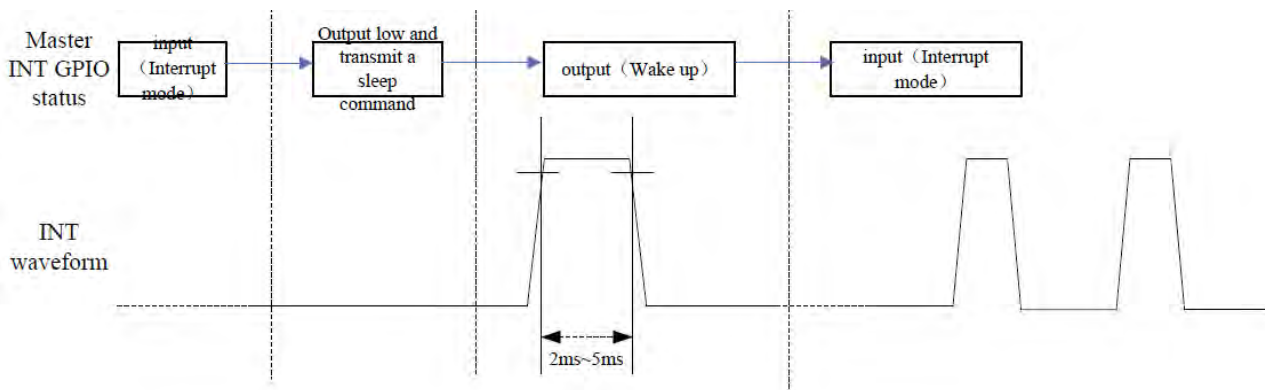 Master
INT GPIO
status
input
（Interrupt
mode）
Output low and
transmit a
sleep
command
output（Wake up）
input（Interrupt
mode）
INT
waveform
2ms~5ms